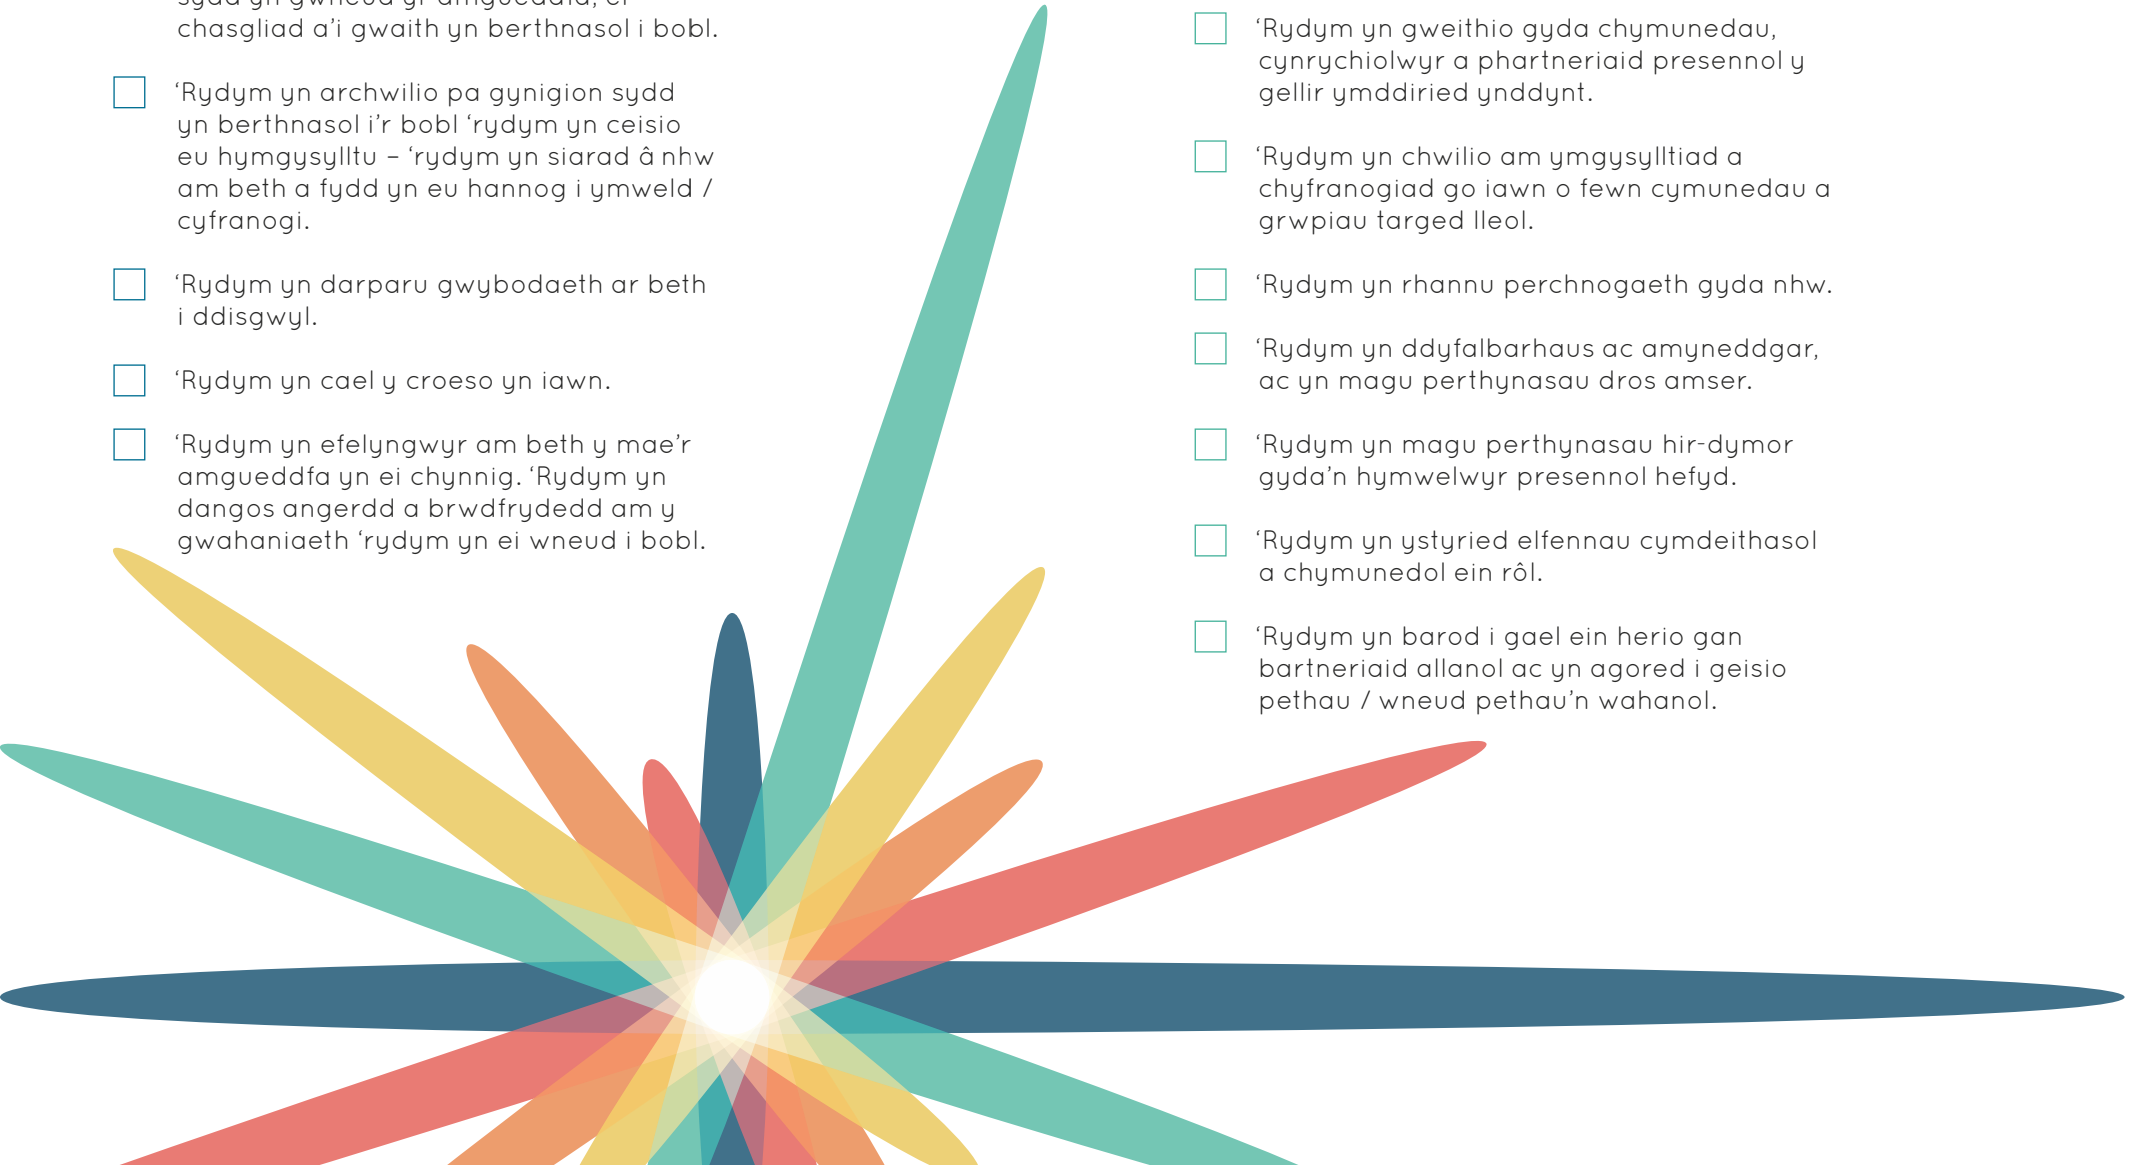 sydd yn gwneud yr amgueddfa, ei
chasgliad a’i gwaith yn berthnasol i bobl.
‘Rydym yn archwilio pa gynigion sydd
yn berthnasol i’r bobl ‘rydym yn ceisio
eu hymgysylltu – ‘rydym yn siarad â nhw
am beth a fydd yn eu hannog i ymweld /
cyfranogi.
‘Rydym yn darparu gwybodaeth ar beth
i ddisgwyl.
‘Rydym yn cael y croeso yn iawn.
‘Rydym yn efelyngwyr am beth y mae’r
amgueddfa yn ei chynnig. ‘Rydym yn
dangos angerdd a brwdfrydedd am y
gwahaniaeth ‘rydym yn ei wneud i bobl.
‘Rydym yn gweithio gyda chymunedau,
cynrychiolwyr a phartneriaid presennol y
gellir ymddiried ynddynt.
‘Rydym yn chwilio am ymgysylltiad a
chyfranogiad go iawn o fewn cymunedau a
grwpiau targed lleol.
‘Rydym yn rhannu perchnogaeth gyda nhw.
‘Rydym yn ddyfalbarhaus ac amyneddgar,
ac yn magu perthynasau dros amser.
‘Rydym yn magu perthynasau hir-dymor
gyda’n hymwelwyr presennol hefyd.
‘Rydym yn ystyried elfennau cymdeithasol
a chymunedol ein rôl.
‘Rydym yn barod i gael ein herio gan
bartneriaid allanol ac yn agored i geisio
pethau / wneud pethau’n wahanol.